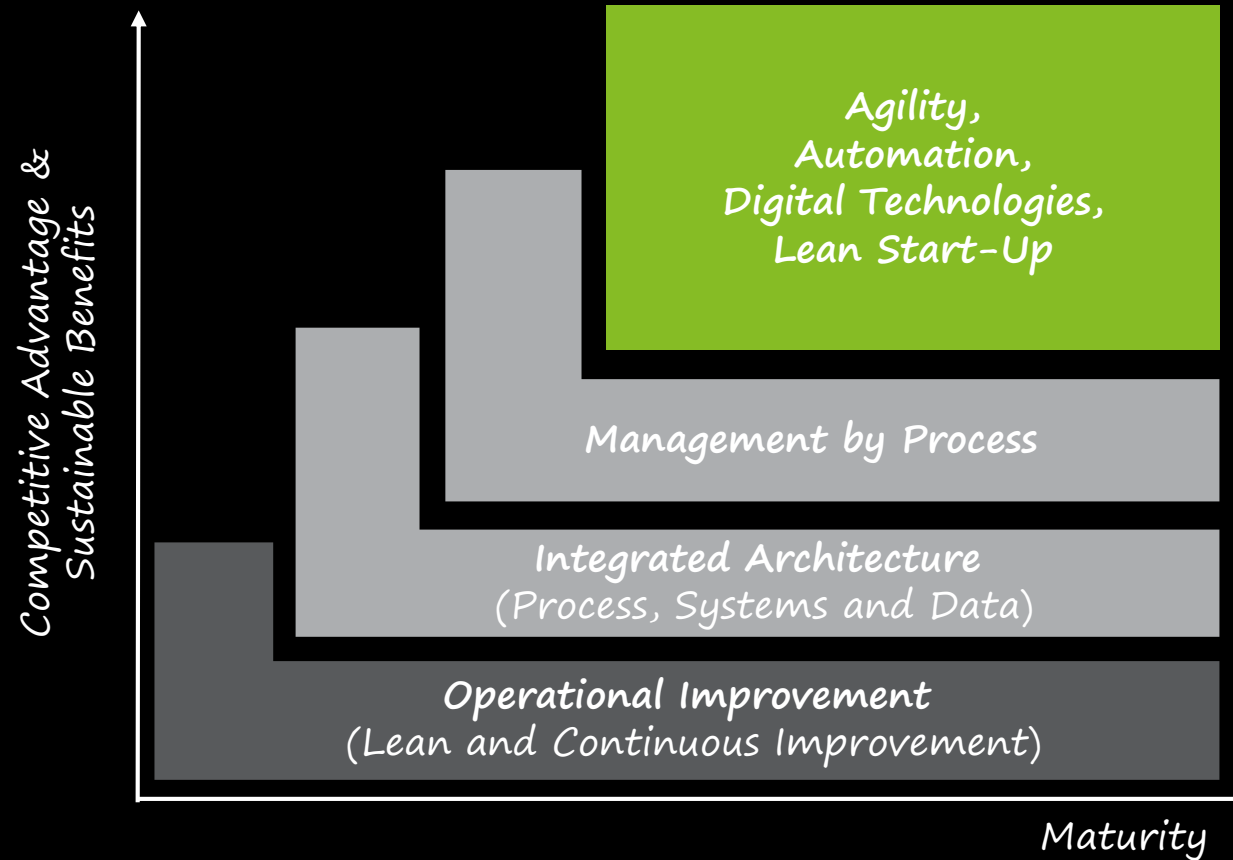 Competitive Advantage &
Sustainable Benefits
Agility,
Automation,
Digital Technologies,
Lean Start-Up
Management by Process
Integrated Architecture
(Process, Systems and Data)
Operational Improvement
(Lean and Continuous Improvement)
Maturity